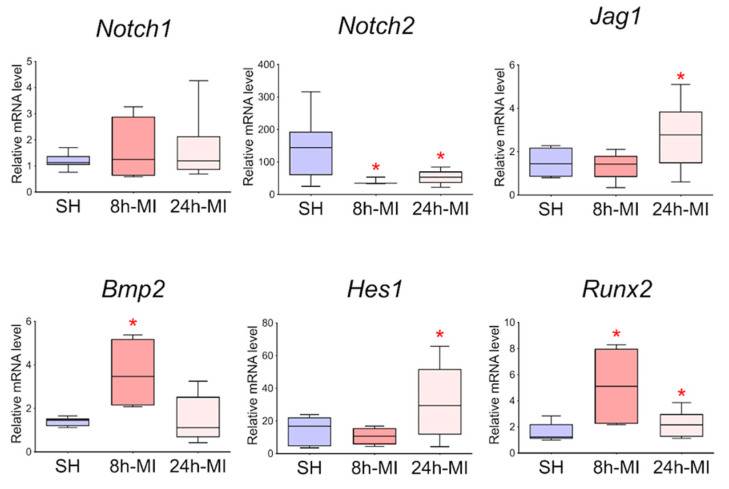 Notch1
Relative mRNA level
5
4
3
2
1
0
SH 8h-MI 24h-MI
Notch2
Relative mRNA level
400
300
200
100
0
* *
SH 8h-MI 24h-MI
Jag1
Relative mRNA level
6
4
2
0
*
SH 8h-MI 24h-MI
Bmp2
Relative mRNA level
6
4
2
0
*
SH 8h-MI 24h-MI
Hes1
Relative mRNA level
80
60
40
20
0
*
SH 8h-MI 24h-MI
Runx2
Relative mRNA level
10
8
6
4
2
0
* *
SH 8h-MI 24h-MI